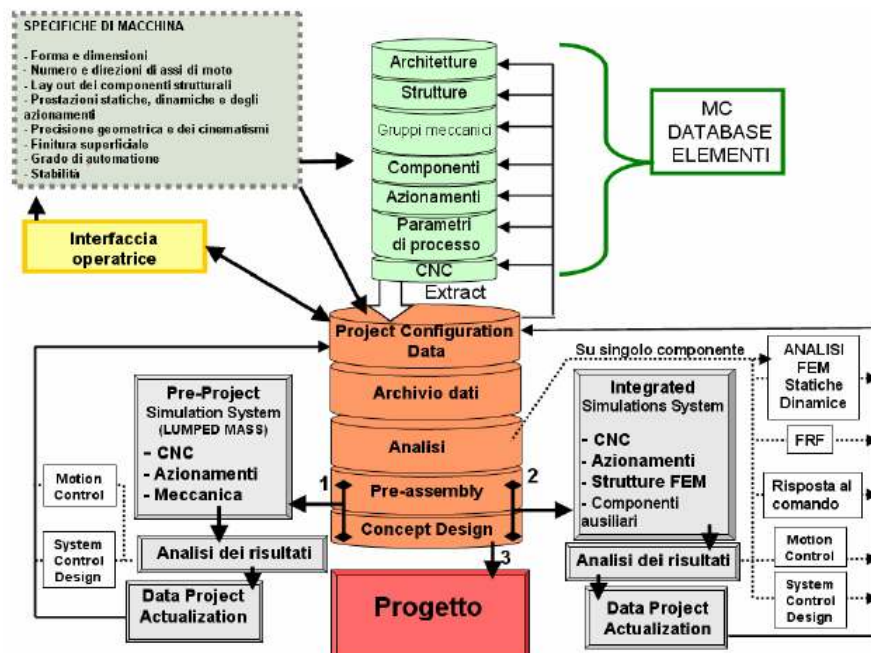 SPECIFICHE DI MACCHINA
- Forma e dimensioni
- Numero e direzioni di assi di moto
- Lay out dei componenti strutturali
- Prestazioni statiche, dinamiche e degli
azionamenti
- Precisione geometrica e dei cinematismi
- Finitura superficiale
- Grado di automatione
- Stabilità
Interfaccia
operatrice
Architetture
Strutture
Gruppi meccanici
Componenti
Azionamenti
Parametri
di processo
CNC
MC
DATABASE
ELEMENTI
Extract
Project Configuration
Data
Archivio dati
Analisi
Pre-assembly
Concept Design
1
2
3
Progetto
Pre-Project
Simulation System
(LUMPED MASS)
- CNC
- Azionamenti
- Meccanica
Motion
Control
System
Control
Design
Analisi dei risultati
Data Project
Actualization
Su singolo componente
Integrated
Simulations System
- CNC
- Azionamenti
- Strutture FEM
- Componenti
ausiliari
Analisi dei risultati
Data Project
Actualization
ANALISI
FEM
Statiche
Dinamice
FRF
Risposta al
comando
Motion
Control
System
Control
Design